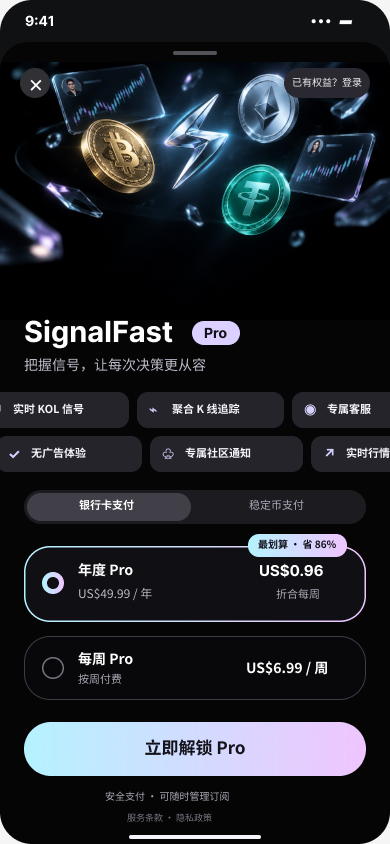 9:41
已有权益？登录
SignalFast Pro
把握信号，让每次决策更从容
实时 KOL 信号
聚合 K 线追踪
专属客服
无广告体验
专属社区通知
实时行情
银行卡支付
稳定币支付
最划算 · 省 86%
年度 Pro
US$0.96
US$49.99 / 年
折合每周
每周 Pro
US$6.99 / 周
按周付费
立即解锁 Pro
安全支付 · 可随时管理订阅
服务条款 · 隐私政策